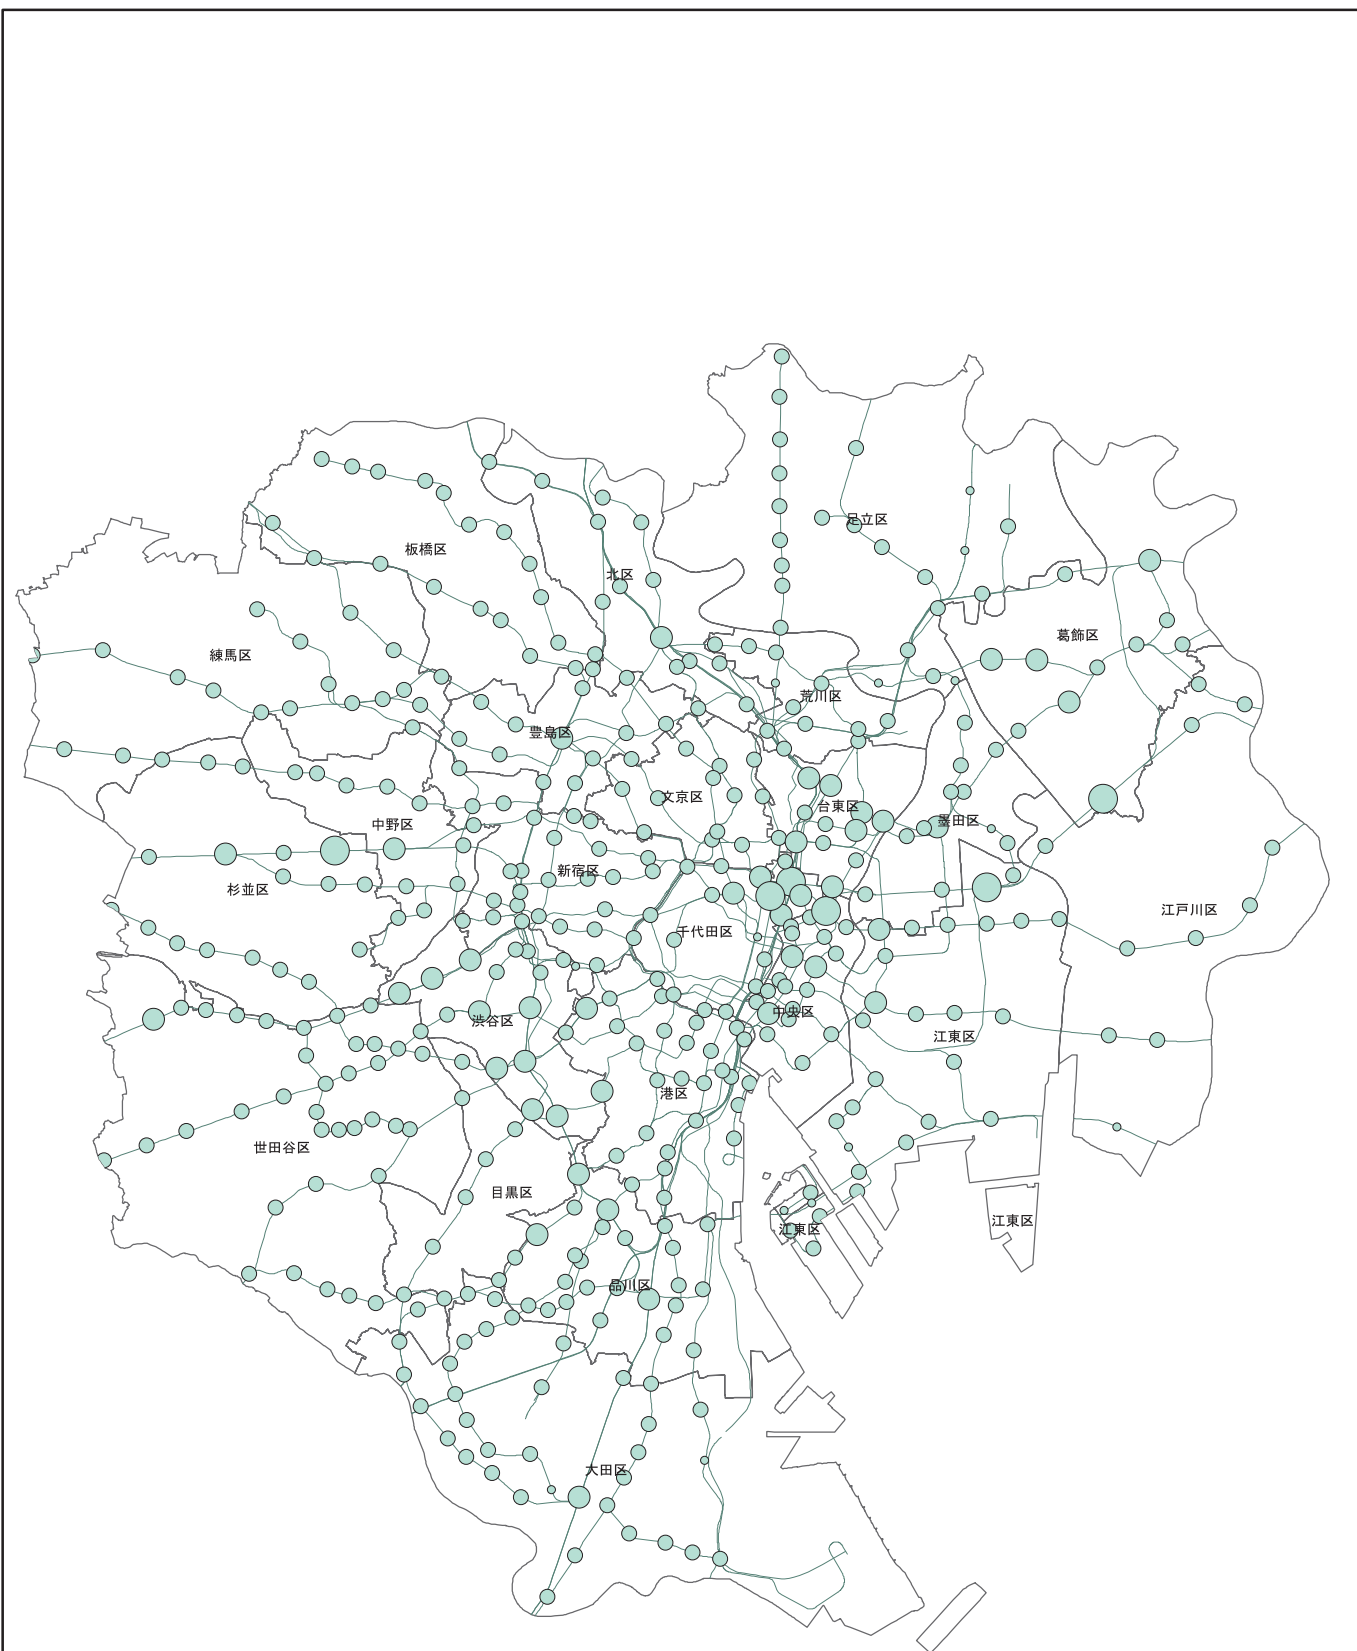 足立区
板橋区
北区
葛飾区
練馬区
荒川区
豊島区
文京区
台東区
墨田区
中野区
新宿区
杉並区
江戸川区
千代田区
中央区
渋谷区
江東区
港区
世田谷区
目黒区
江東区
江東区
品川区
大田区